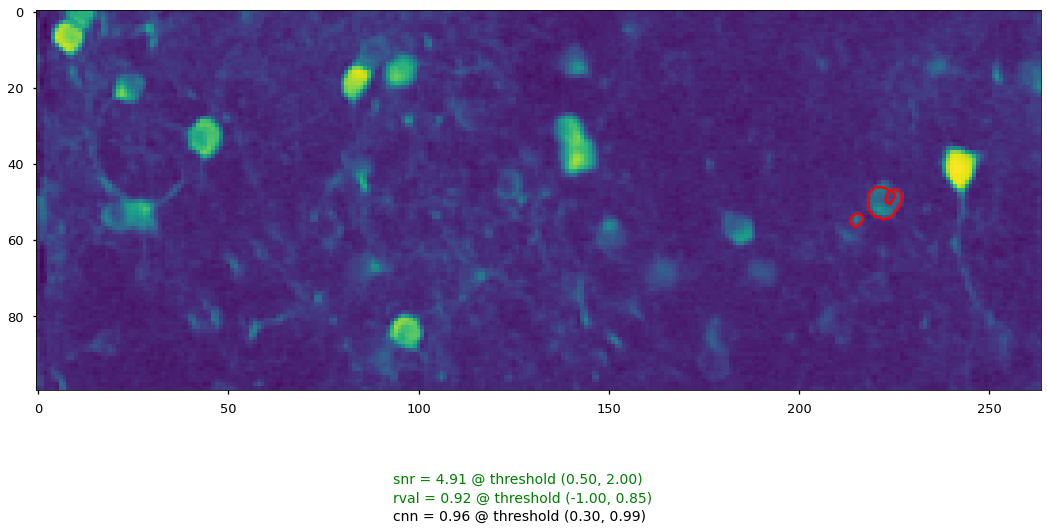 0
20
40
60
80
0 50 100 150 200 250
snr = 4.91 @ threshold (0.50, 2.00)
rval = 0.92 @ threshold (-1.00, 0.85)
cnn = 0.96 @ threshold (0.30, 0.99)